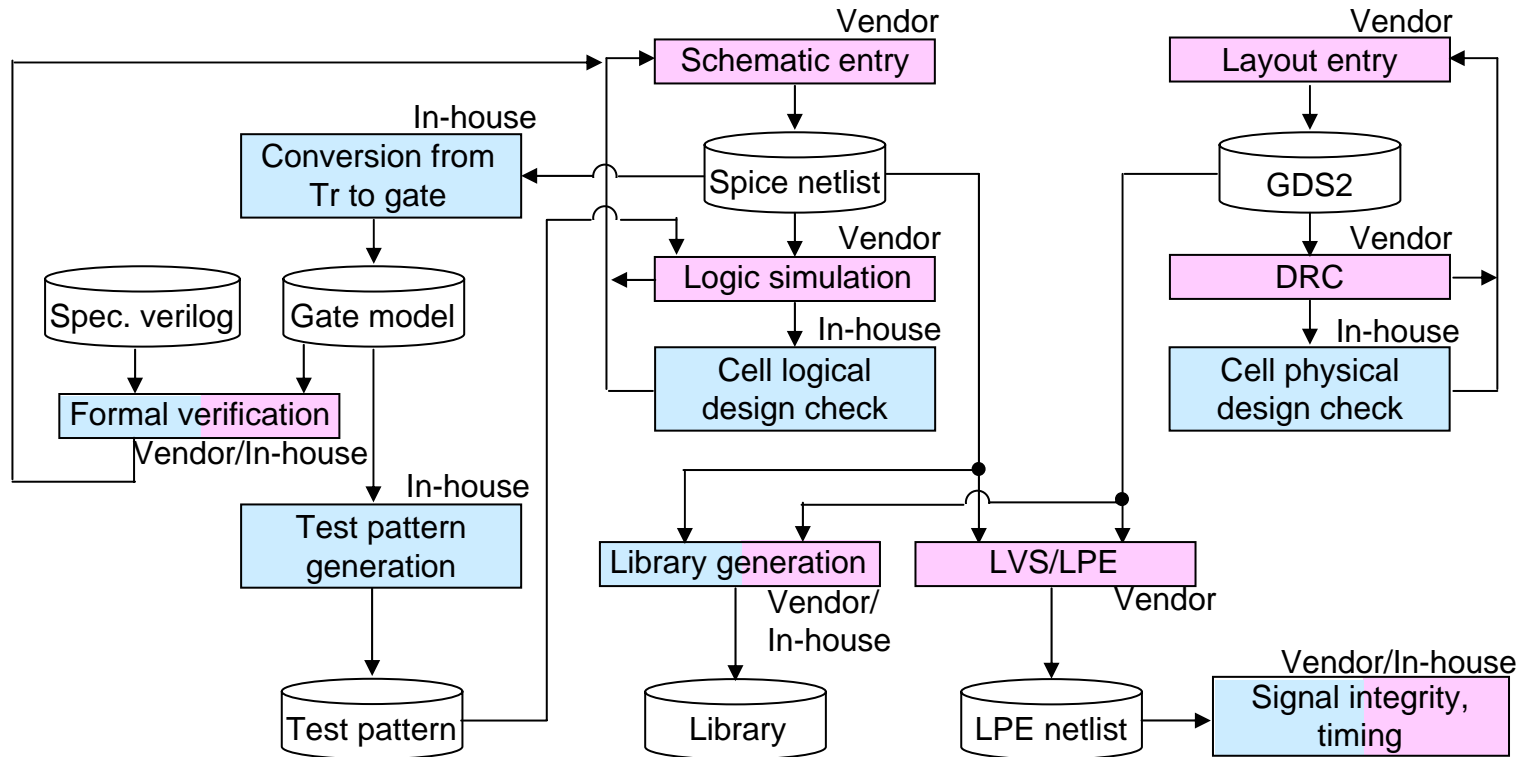 Vendor
Schematic entry
Vendor
Layout entry
In-house
Conversion from
Tr to gate
Spice netlist
GDS2
Vendor
Logic simulation
Vendor
DRC
Spec. verilog
Gate model
In-house
Cell logical
design check
In-house
Cell physical
design check
Formal verification
Vendor/In-house
In-house
Test pattern
generation
Library generation
Vendor/
In-house
LVS/LPE
Vendor
Test pattern
Library
LPE netlist
Vendor/In-house
Signal integrity,
timing